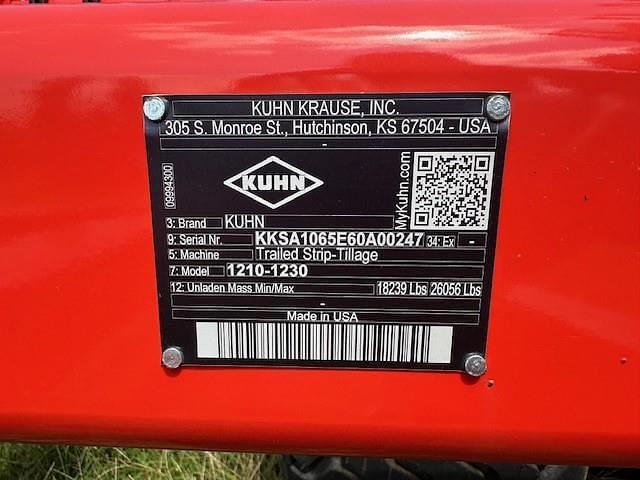 KUHN KRAUSE, INC.
305 S. Monroe St., Hutchinson, KS 67504 - USA
-
09994300
KUHN
MyKuhn.com
3: Brand KUHN
9: Serial Nr. KKSA1065E60A00247 34: Ex -
5: Machine Trailed Strip-Tillage
7: Model 1210-1230
12: Unladen Mass Min/Max 18239 Lbs 26056 Lbs
-
Made in USA